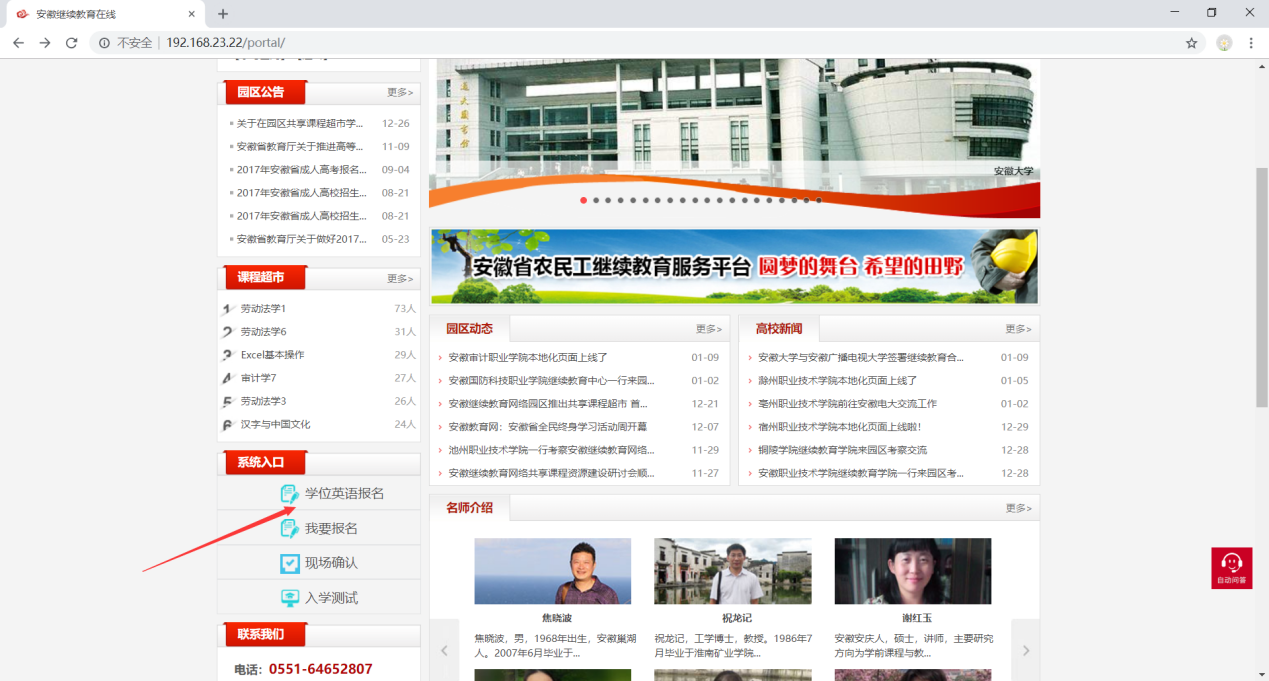 安徽继续教育在线
不安全 192.168.23.22/portal/
园区公告 更多>
关于在园区共享课程超市学... 12-26
安徽省教育厅关于推进高等... 11-09
2017年安徽省成人高考报名... 09-04
2017年安徽省成人高校招生... 08-21
2017年安徽省成人高校招生... 08-21
安徽省教育厅关于做好2017... 05-23
课程超市 更多>
1 劳动法学1 73人
2 劳动法学6 31人
3 Excel基本操作 29人
4 审计学7 27人
5 劳动法学3 26人
6 汉字与中国文化 24人
系统入口
学位英语报名
我要报名
现场确认
入学测试
联系我们
电话：0551-64652807
安徽大学
安徽省农民工继续教育服务平台 圆梦的舞台 希望的田野
园区动态 更多>
安徽审计职业学院本地化页面上线了 01-09
安徽国防科技职业学院继续教育中心一行来园... 01-02
安徽继续教育网络园区推出共享课程超市 首... 12-21
安徽教育网：安徽省全民终身学习活动周开幕 12-07
池州职业技术学院一行考察安徽继续教育网络... 11-29
安徽继续教育网络共享课程资源建设研讨会顺... 11-27
高校新闻 更多>
安徽大学与安徽广播电视大学签署继续教育合... 01-09
滁州职业技术学院本地化页面上线了 01-05
亳州职业技术学院前往安徽电大交流工作 01-02
宿州职业技术学院本地化页面上线啦！ 12-29
铜陵学院继续教育学院来园区考察交流 12-28
安徽职业技术学院继续教育学院一行来园区考... 12-28
名师介绍 更多>
焦晓波
焦晓波，男，1968年出生，安徽巢湖
人。2007年6月毕业于...
祝龙记
祝龙记，工学博士，教授。1986年7
月毕业于淮南矿业学院...
谢红玉
安徽安庆人，硕士，讲师，主要研究
方向为学前课程与教...
自动问答